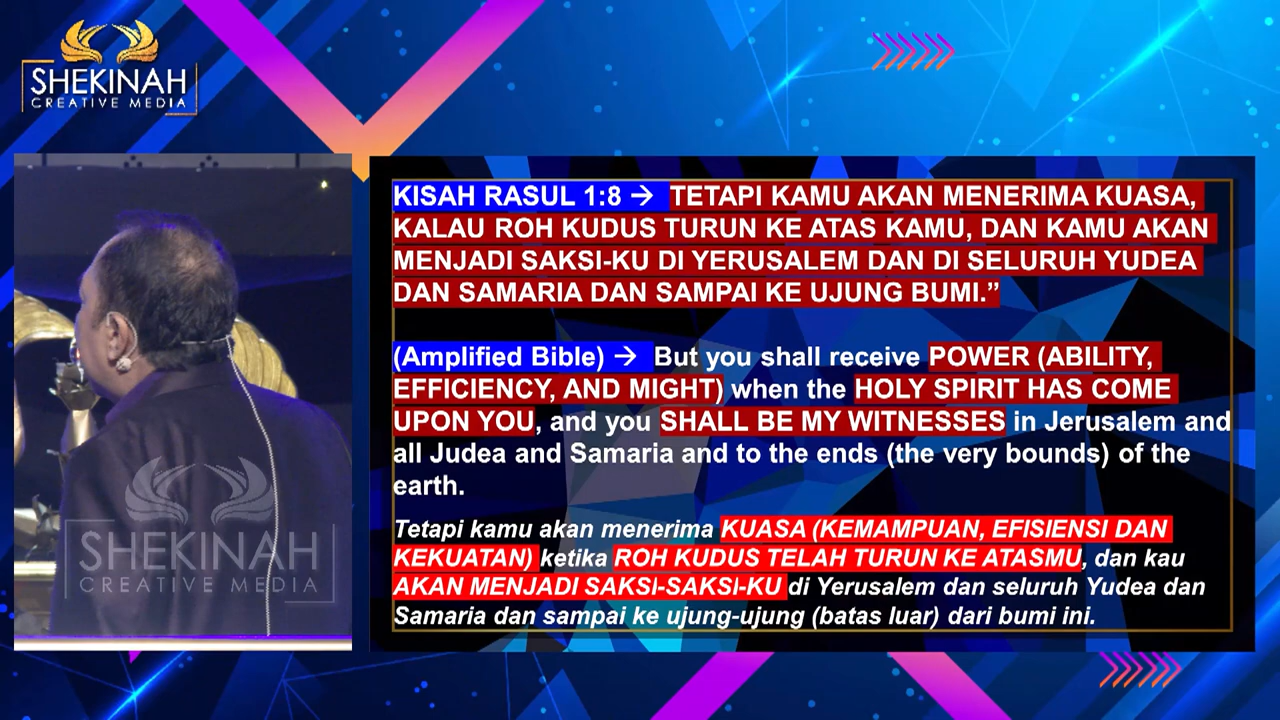 SHEKINAH
CREATIVE MEDIA
KISAH RASUL 1:8 → TETAPI KAMU AKAN MENERIMA KUASA,
KALAU ROH KUDUS TURUN KE ATAS KAMU, DAN KAMU AKAN
MENJADI SAKSI-KU DI YERUSALEM DAN DI SELURUH YUDEA
DAN SAMARIA DAN SAMPAI KE UJUNG BUMI.”
(Amplified Bible) → But you shall receive POWER (ABILITY,
EFFICIENCY, AND MIGHT) when the HOLY SPIRIT HAS COME
UPON YOU, and you SHALL BE MY WITNESSES in Jerusalem and
all Judea and Samaria and to the ends (the very bounds) of the
earth.
Tetapi kamu akan menerima KUASA (KEMAMPUAN, EFISIENSI DAN
KEKUATAN) ketika ROH KUDUS TELAH TURUN KE ATASMU, dan kau
AKAN MENJADI SAKSI-SAKSI-KU di Yerusalem dan seluruh Yudea dan
Samaria dan sampai ke ujung-ujung (batas luar) dari bumi ini.
SHEKINAH
CREATIVE MEDIA